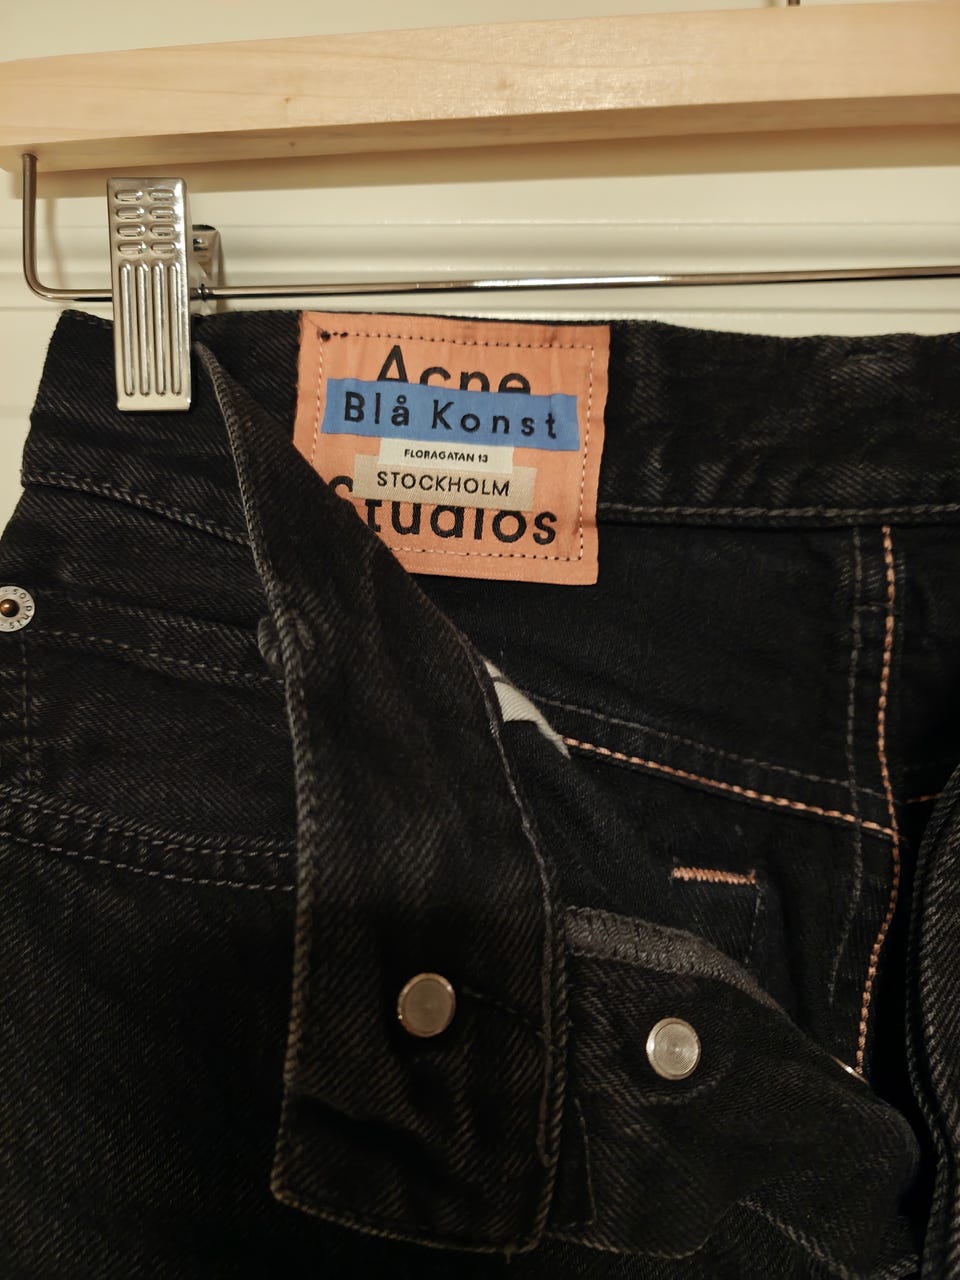 Acne
Blå Konst
FLORAGATAN 13
STOCKHOLM
Studios